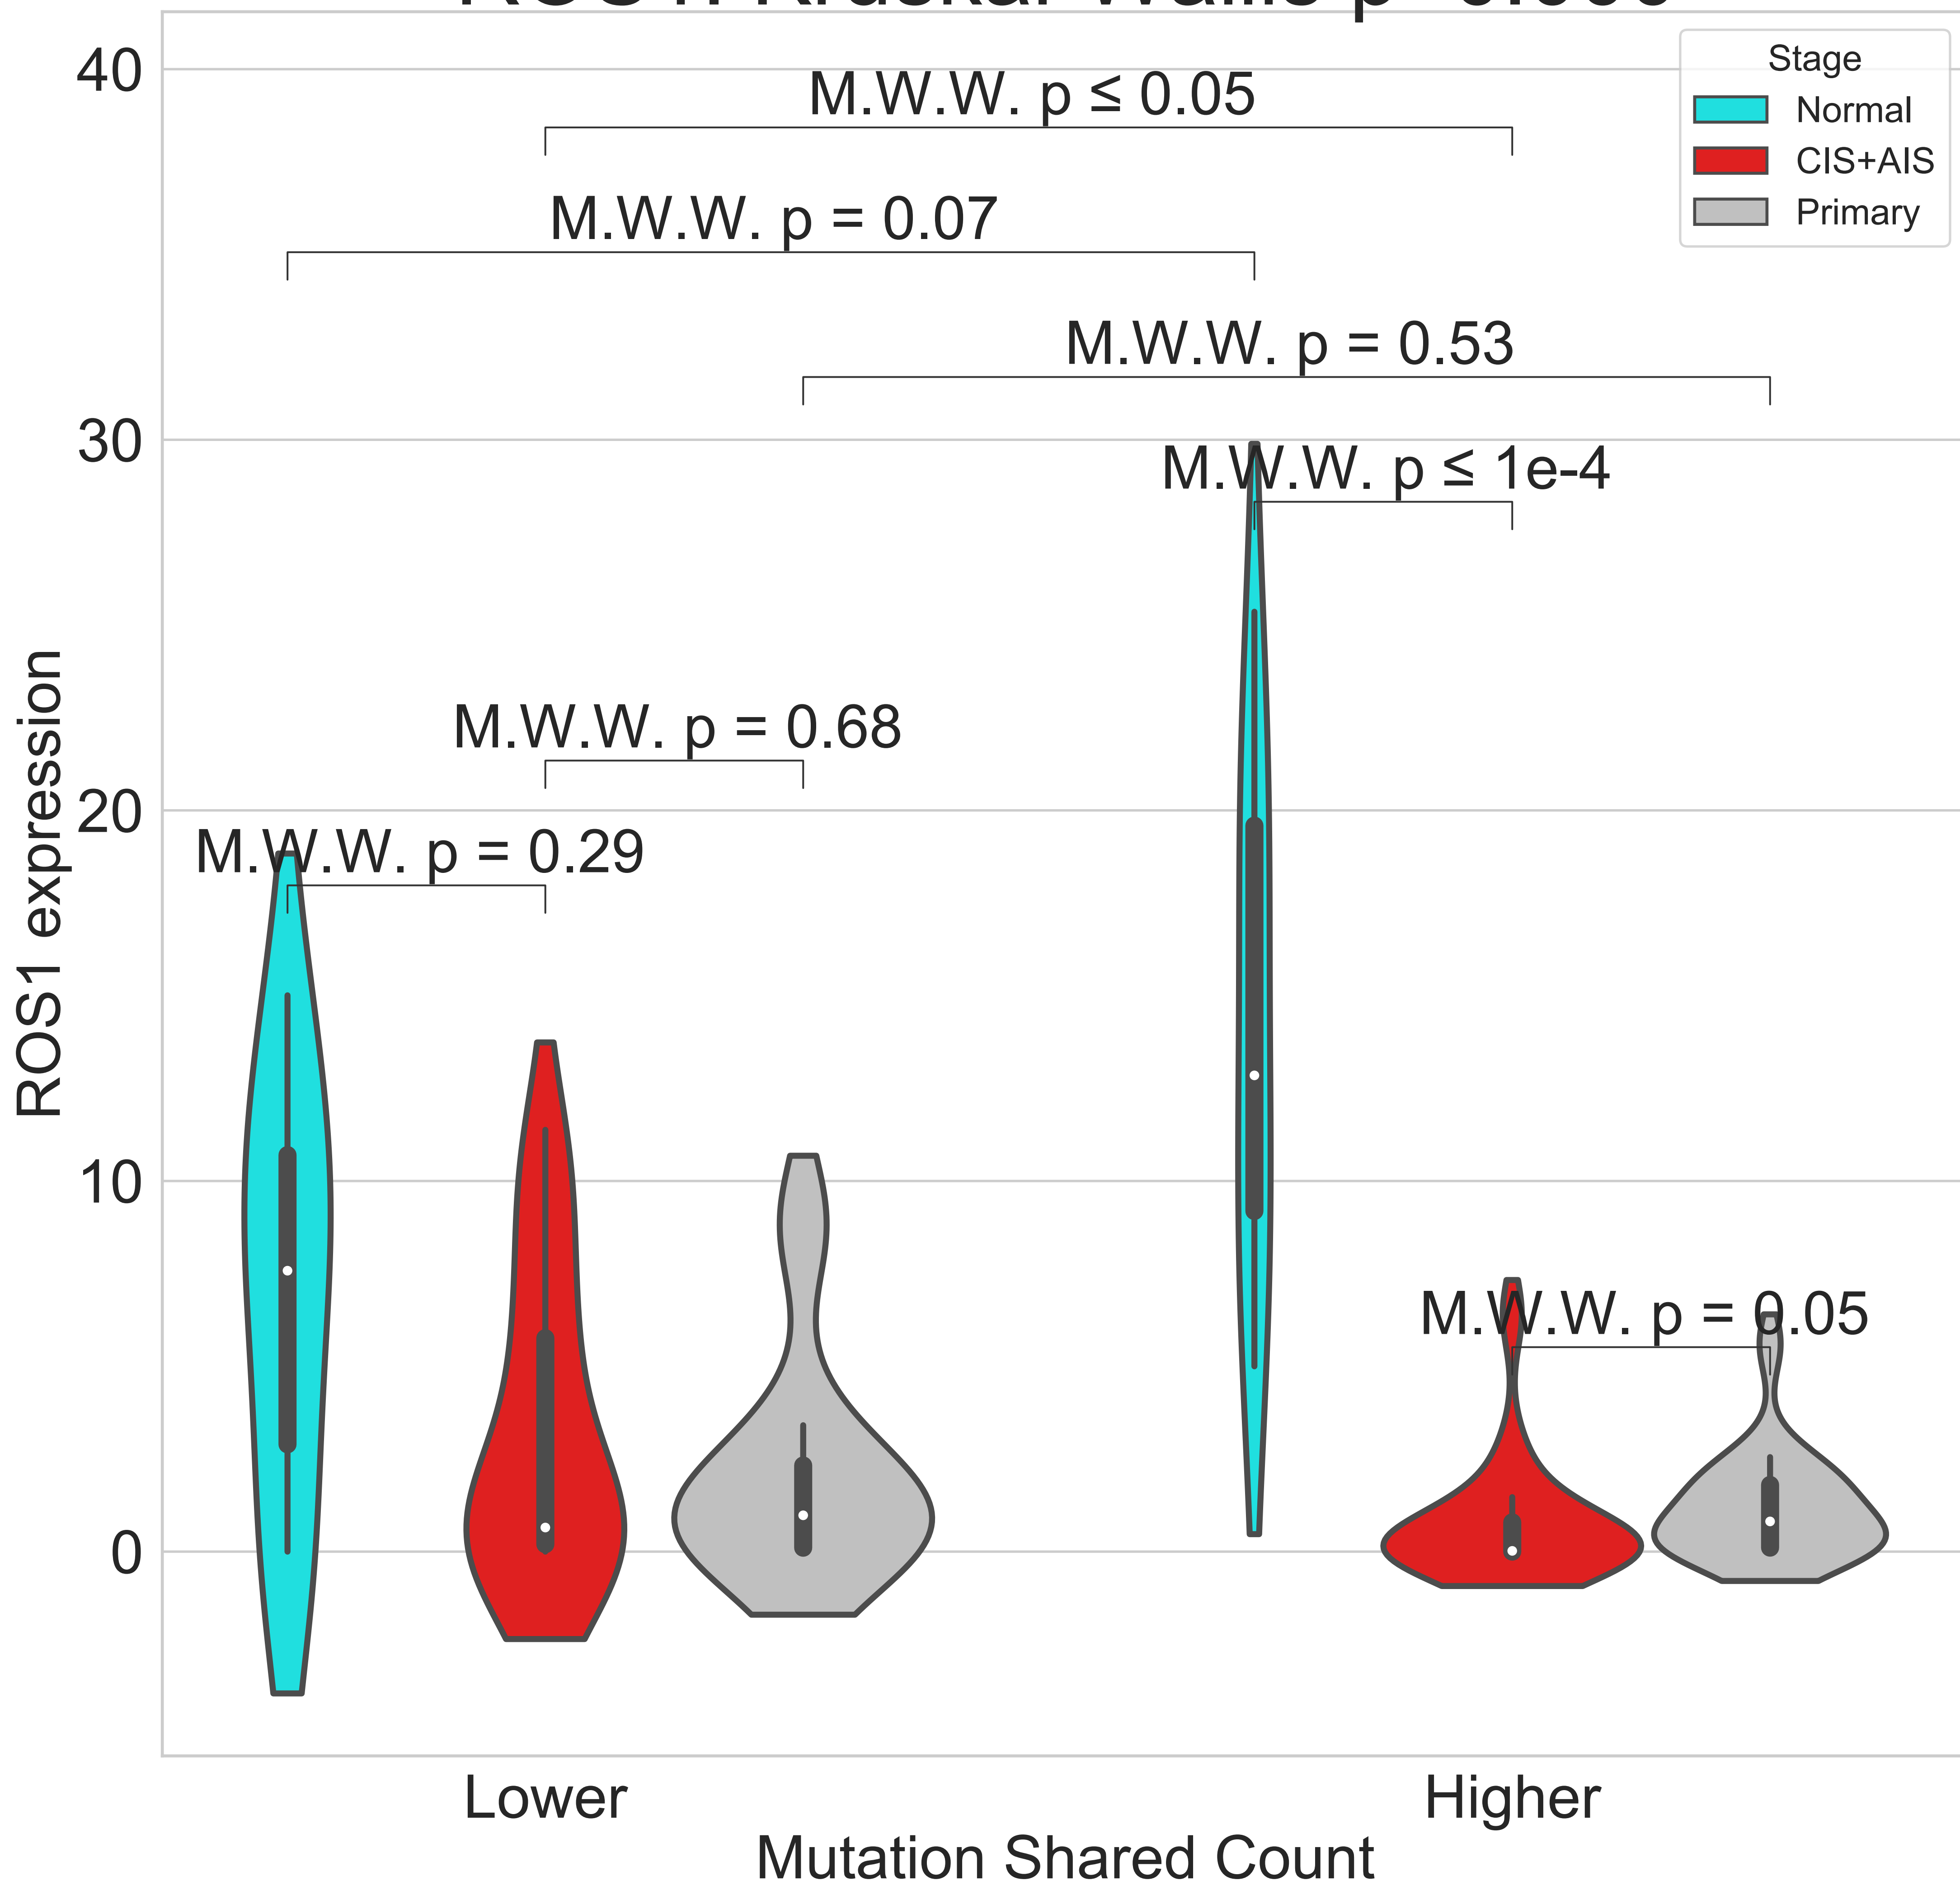 40
30
20
10
0
ROS1 expression
Stage
Normal
CIS+AIS
Primary
M.W.W. p ≤ 0.05
M.W.W. p = 0.07
M.W.W. p = 0.53
M.W.W. p ≤ 1e-4
M.W.W. p = 0.68
M.W.W. p = 0.29
M.W.W. p = 0.05
Lower
Higher
Mutation Shared Count